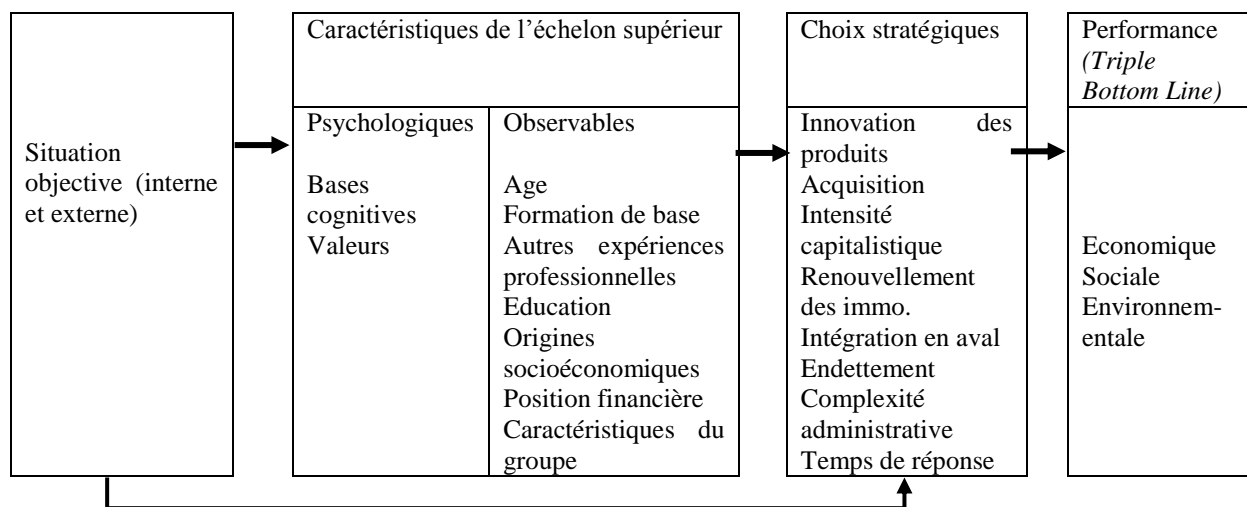 Situation
objective (interne
et externe)
Caractéristiques de l’échelon supérieur
Psychologiques
Bases
cognitives
Valeurs
Observables
Age
Formation de base
Autres expériences
professionnelles
Education
Origines
socioéconomiques
Position financière
Caractéristiques du
groupe
Choix stratégiques
Innovation des
produits
Acquisition
Intensité
capitalistique
Renouvellement
des immo.
Intégration en aval
Endettement
Complexité
administrative
Temps de réponse
Performance
(Triple
Bottom Line)
Economique
Sociale
Environnem-
entale